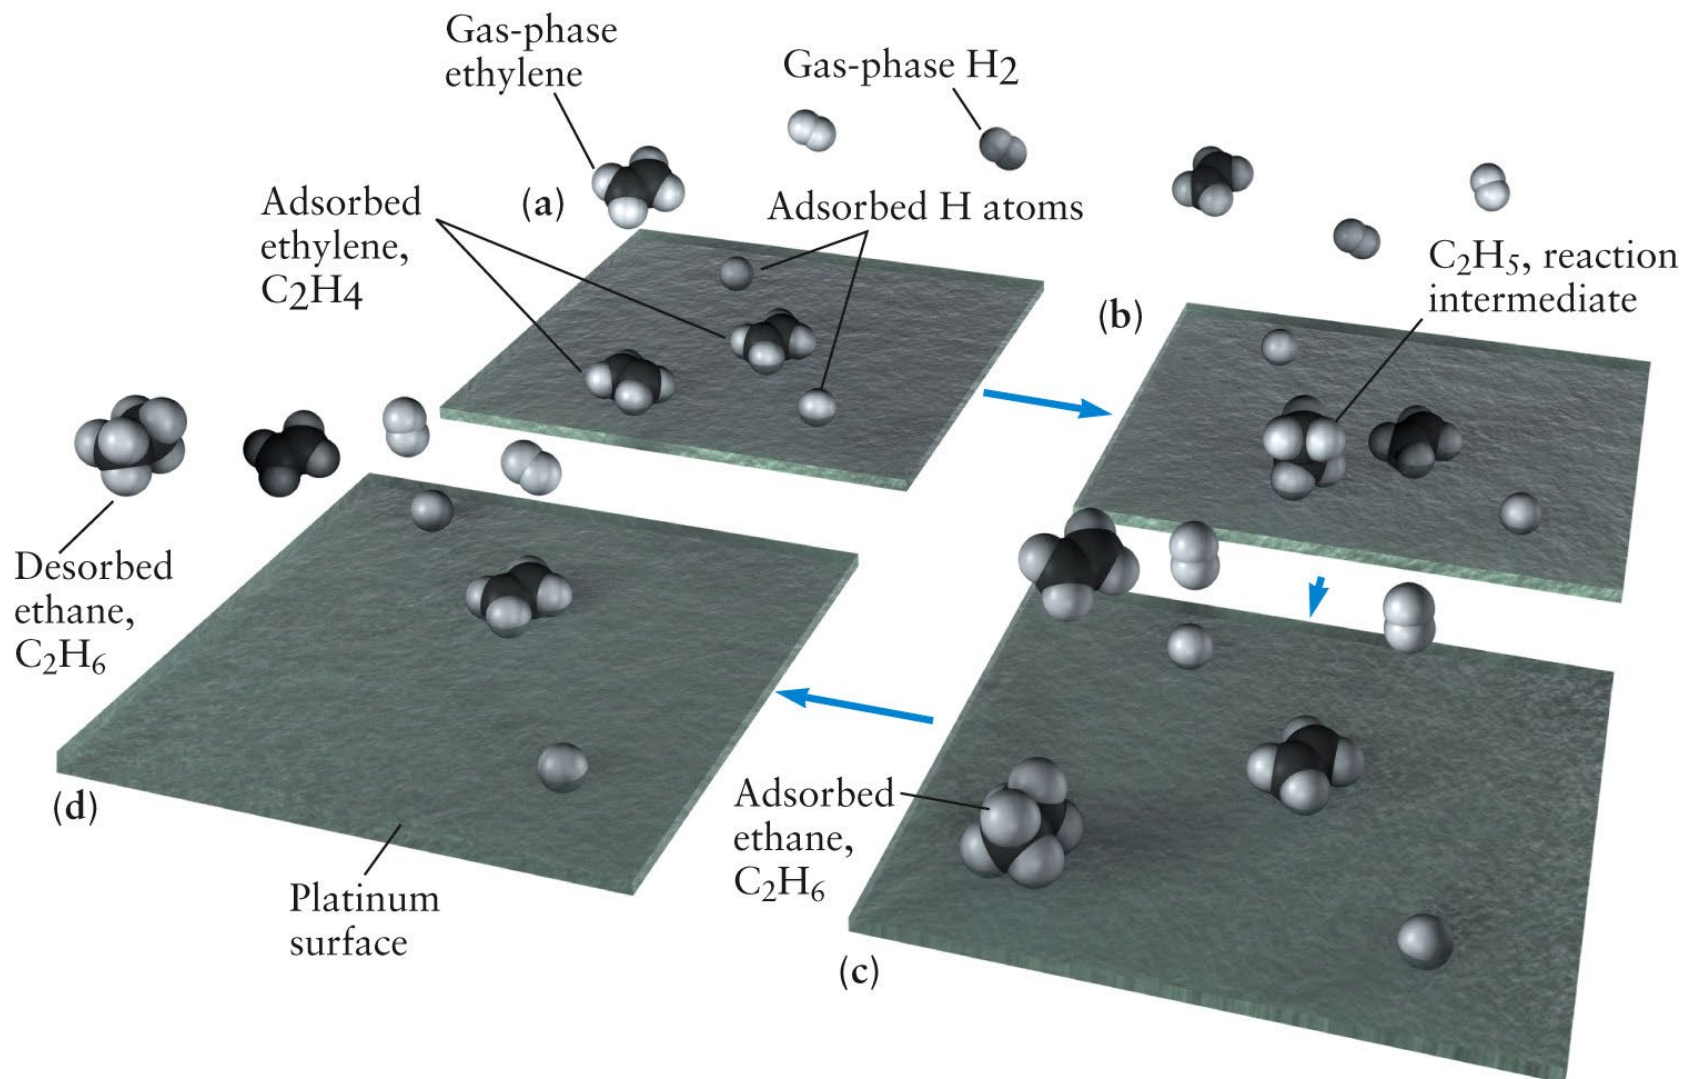 Gas-phase
ethylene
Gas-phase H2
Adsorbed
ethylene,
C2H4
(a)
Adsorbed H atoms
C₂H₅, reaction
intermediate
(b)
Desorbed
ethane,
C₂H₆
(d)
Platinum
surface
Adsorbed
ethane,
C₂H₆
(c)